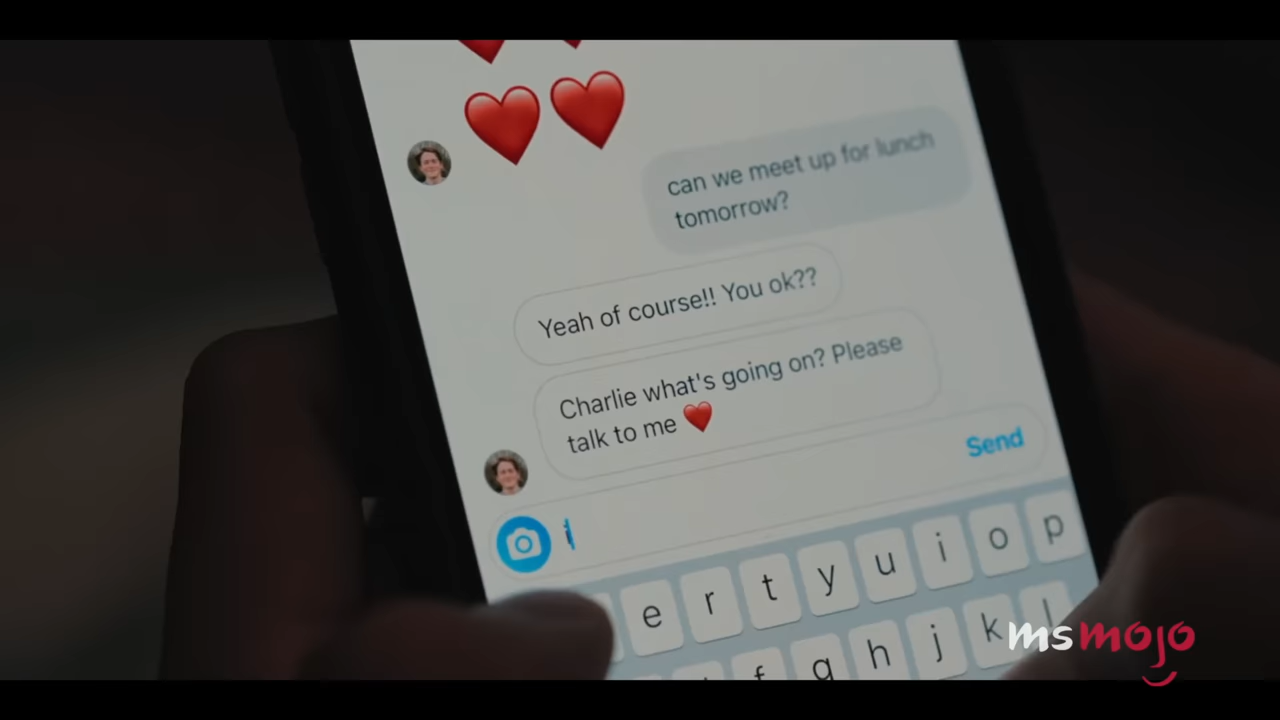 can we meet up for lunch
tomorrow?
Yeah of course!! You ok??
Charlie what's going on? Please
talk to me ❤️
Send
i
e r t y u i o p
f g h j k l
msmojo